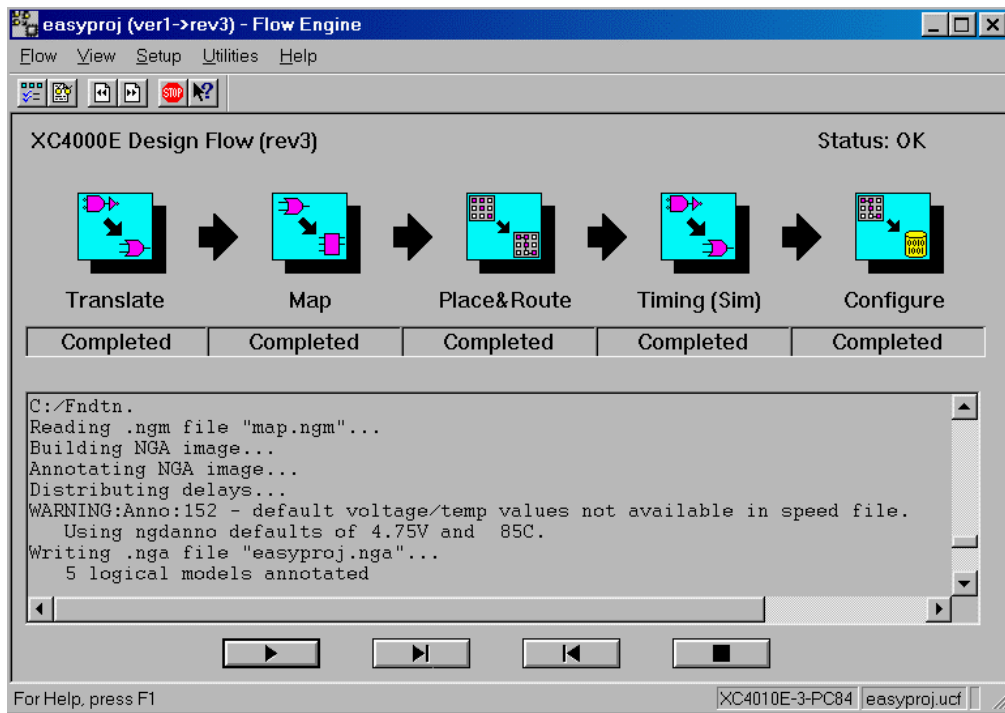 easyproj (ver1->rev3) - Flow Engine
Flow View Setup Utilities Help
STOP
XC4000E Design Flow (rev3) Status: OK
0010
1001
Translate Map Place&Route Timing (Sim) Configure
Completed Completed Completed Completed Completed
C:/Fndtn.
Reading .ngm file "map.ngm"...
Building NGA image...
Annotating NGA image...
Distributing delays...
WARNING:Anno:152 - default voltage/temp values not available in speed file.
Using ngdanno defaults of 4.75V and 85C.
Writing .nga file "easyproj.nga"...
5 logical models annotated
For Help, press F1 XC4010E-3-PC84 easyproj.ucf